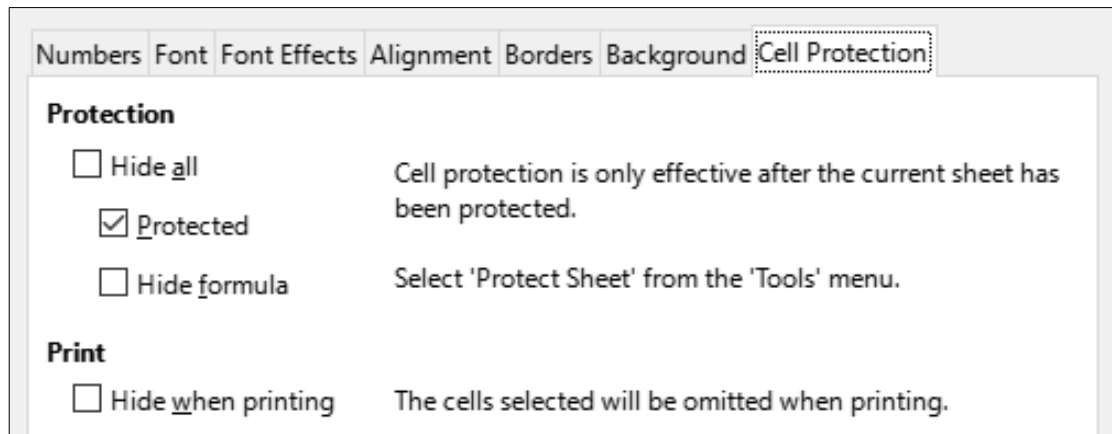 Numbers Font Font Effects Alignment Borders Background Cell Protection
Protection
Hide all
Cell protection is only effective after the current sheet has
been protected.
Protected
Hide formula
Select 'Protect Sheet' from the 'Tools' menu.
Print
Hide when printing
The cells selected will be omitted when printing.